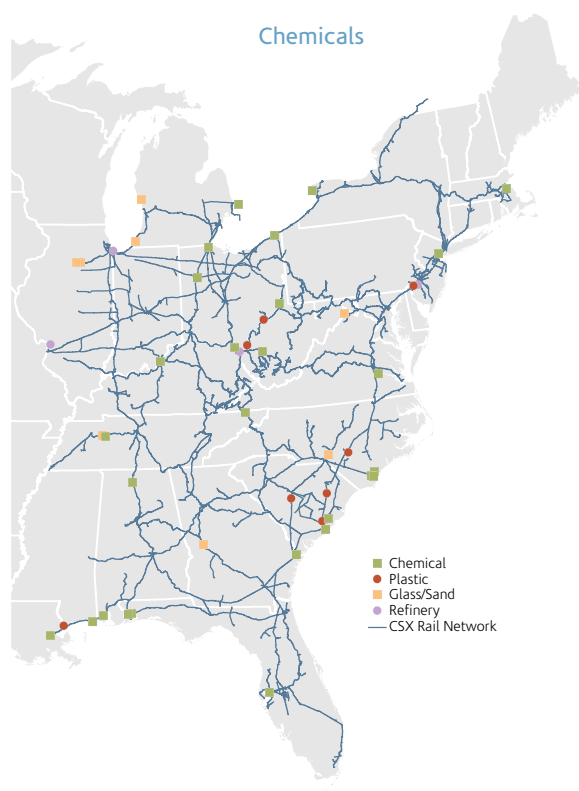 Chemicals
Chemical
Plastic
Glass/Sand
Refinery
CSX Rail Network